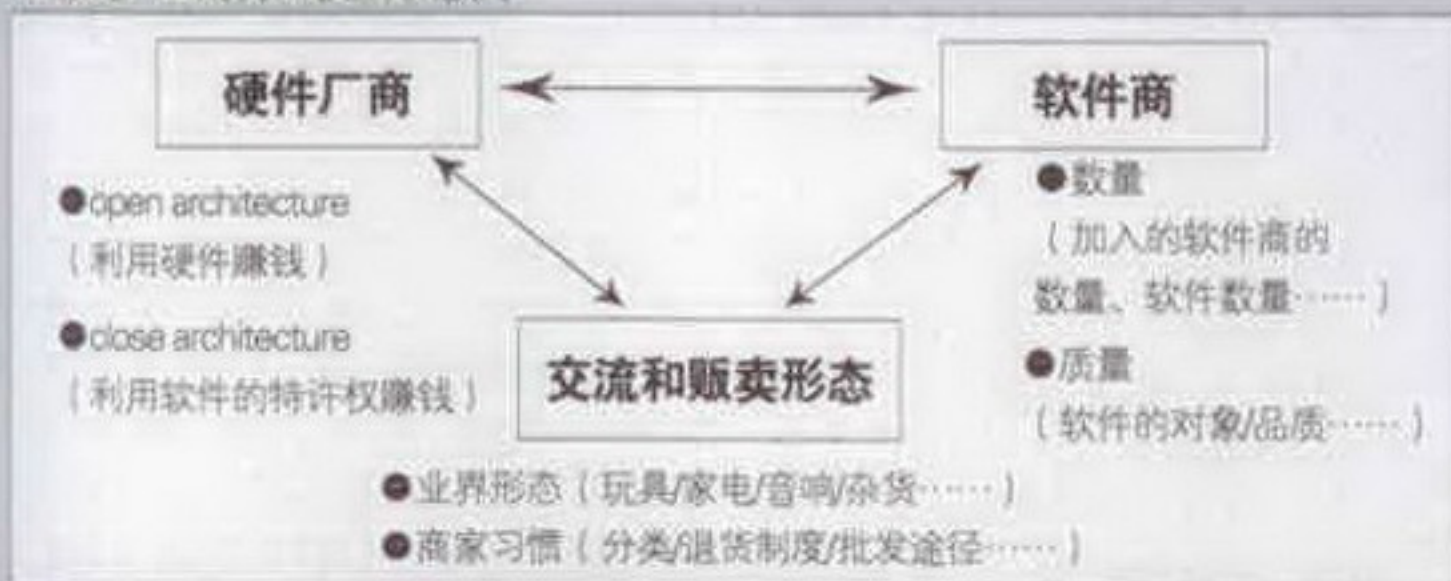 硬件厂商
软件商
●open architecture
（利用硬件赚钱）
●close architecture
（利用软件的特许权赚钱）
●数量
（加入的软件商的
数量、软件数量……）
●质量
（软件的对象/品质……）
交流和贩卖形态
●业界形态（玩具/家电/音响/杂货……）
●商家习惯（分类/退货制度/批发途径……）